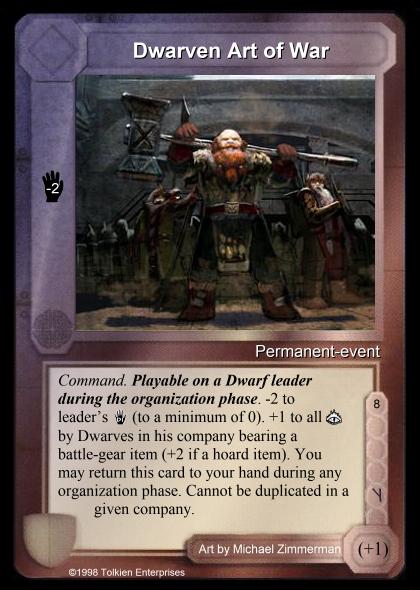 Dwarven Art of War
-2
Permanent-event
Command. Playable on a Dwarf leader
during the organization phase. -2 to
leader's (to a minimum of 0). +1 to all
by Dwarves in his company bearing a
battle-gear item (+2 if a hoard item). You
may return this card to your hand during any
organization phase. Cannot be duplicated in a
given company.
8
Art by Michael Zimmerman
(+1)
©1998 Tolkien Enterprises